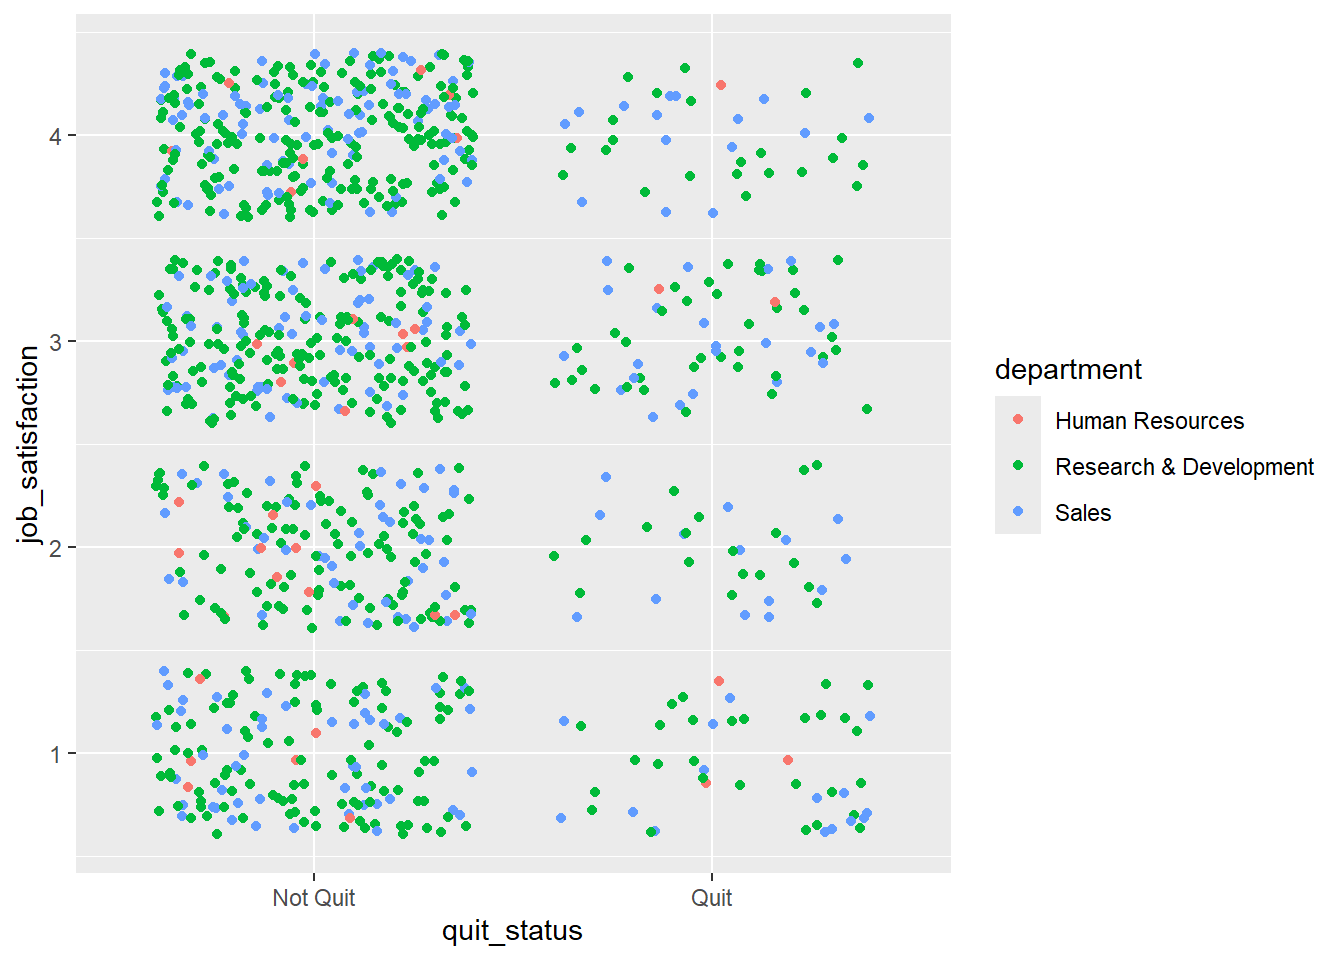 job_satisfaction
4
3
2
1
Not Quit
Quit
quit_status
department
Human Resources
Research & Development
Sales